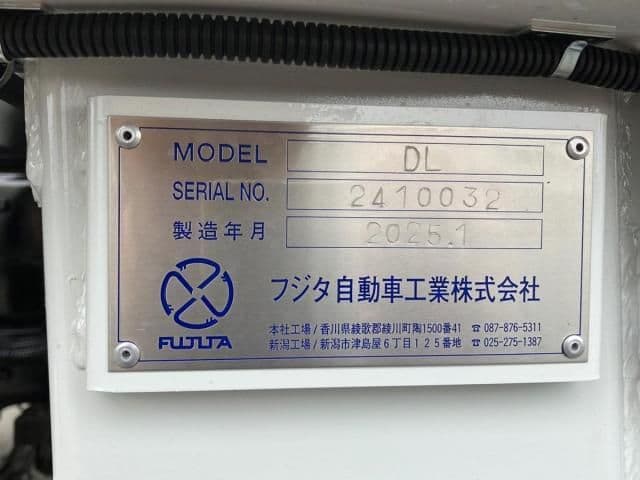 MODEL DL
SERIAL NO. 2410032
製造年月 2025.1
フジタ自動車工業株式会社
FUJITA
本社工場/香川県綾歌郡綾川町陶1500番41 ☎087-876-5311
新潟工場/新潟市津島屋6丁目125番地 ☎025-275-1387